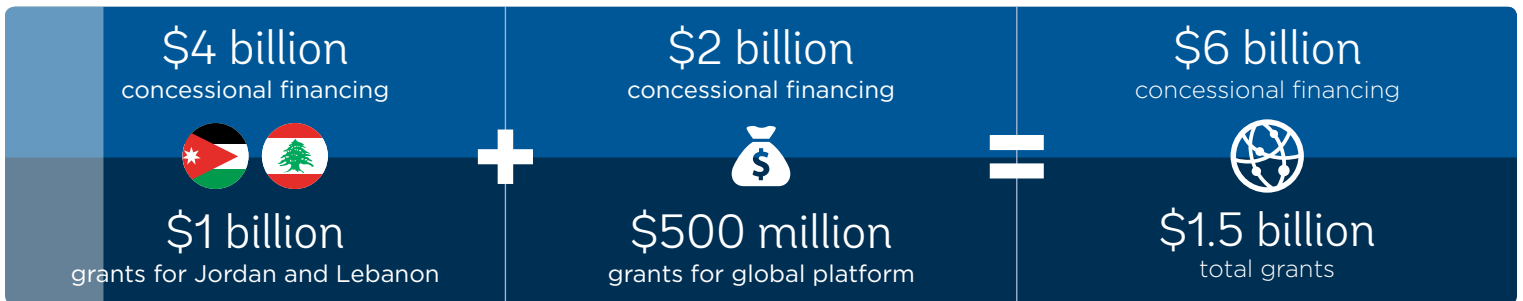 $4 billion
concessional financing
$1 billion
grants for Jordan and Lebanon
+
$2 billion
concessional financing
$
$500 million
grants for global platform
=
$6 billion
concessional financing
$1.5 billion
total grants